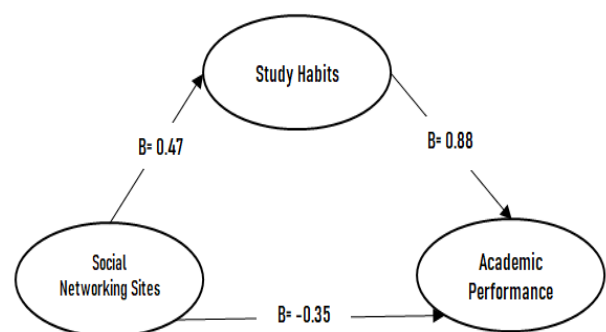 Study Habits
B= 0.47
B= 0.88
Social
Networking Sites
Academic
Performance
B= -0.35